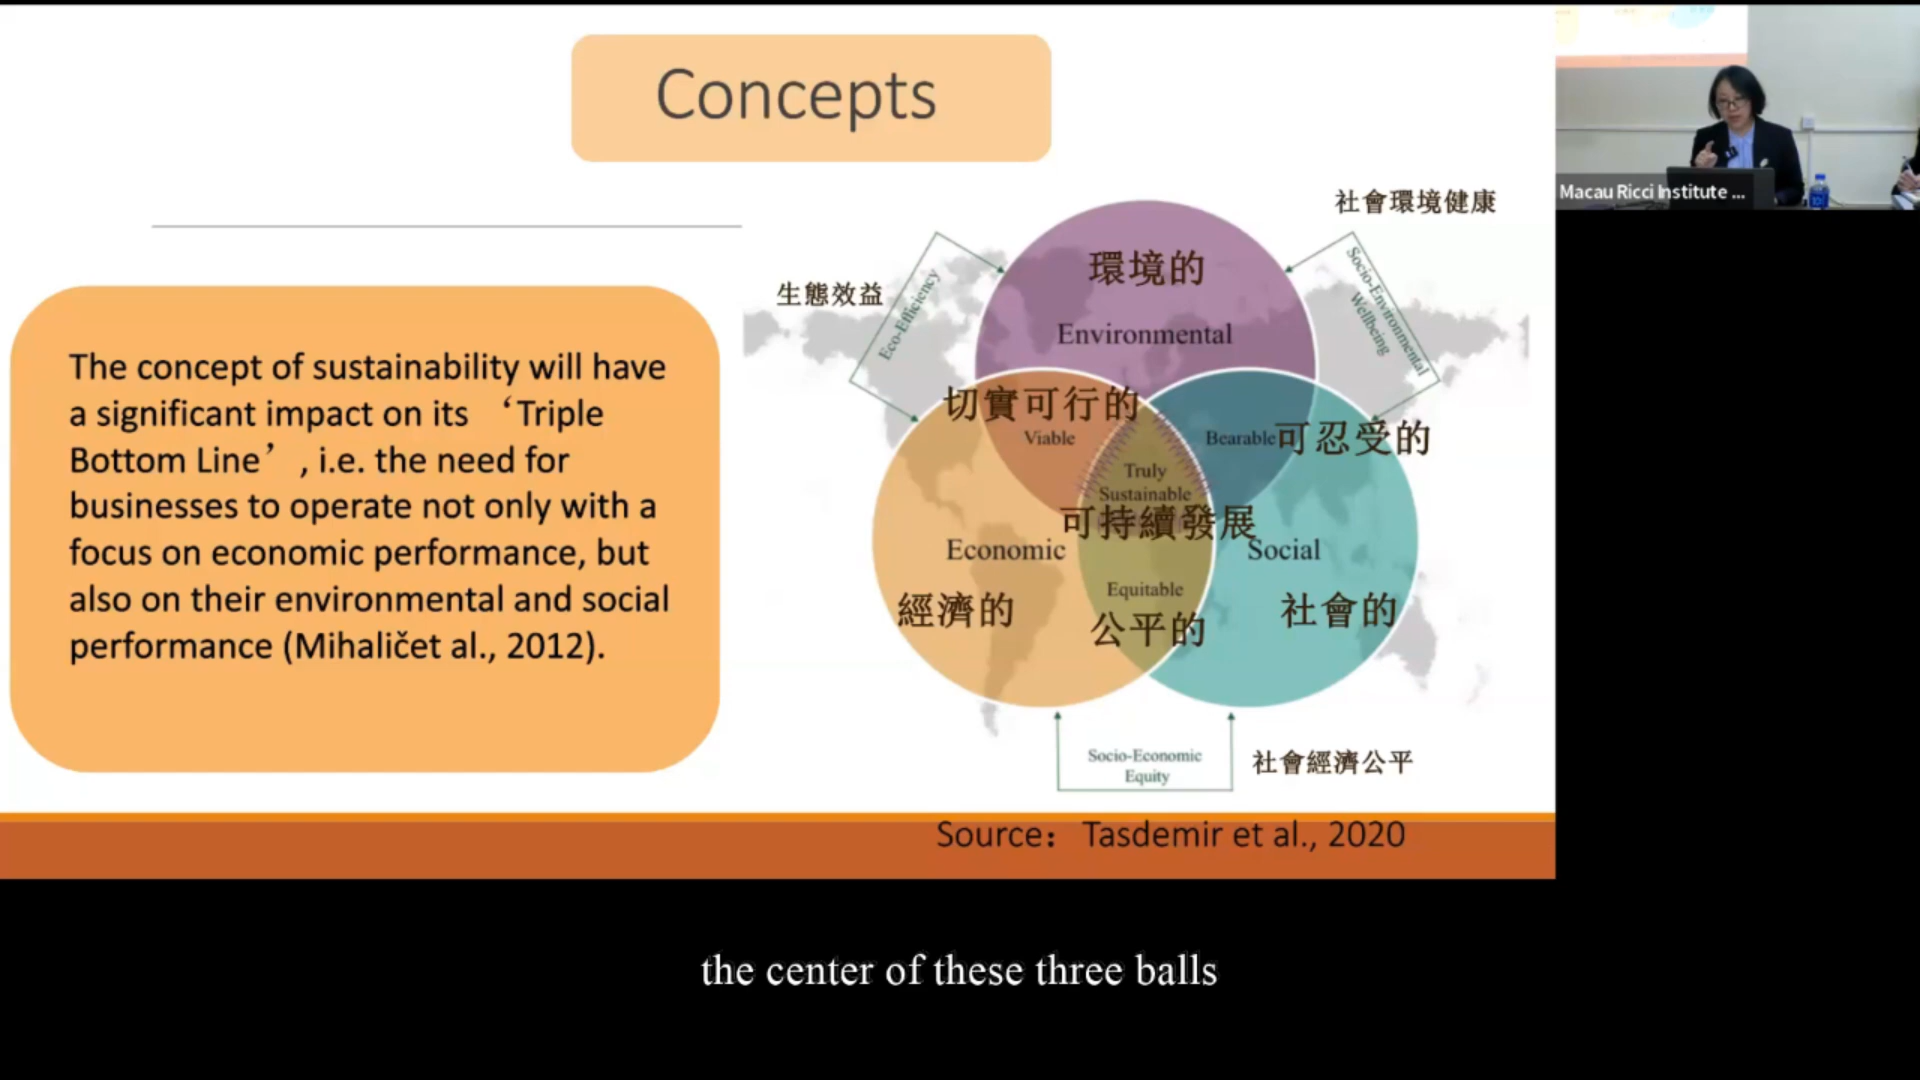 Concepts
The concept of sustainability will have
a significant impact on its ‘Triple
Bottom Line’, i.e. the need for
businesses to operate not only with a
focus on economic performance, but
also on their environmental and social
performance (Mihaličet al., 2012).
社會環境健康
生態效益
Eco-Efficiency
Socio-Environmental
Wellbeing
環境的
Environmental
切實可行的
Viable
Bearable
可忍受的
Truly
Sustainable
可持續發展
Economic
Social
Equitable
經濟的
公平的
社會的
Socio-Economic
Equity
社會經濟公平
Source： Tasdemir et al., 2020
Macau Ricci Institute ...
the center of these three balls